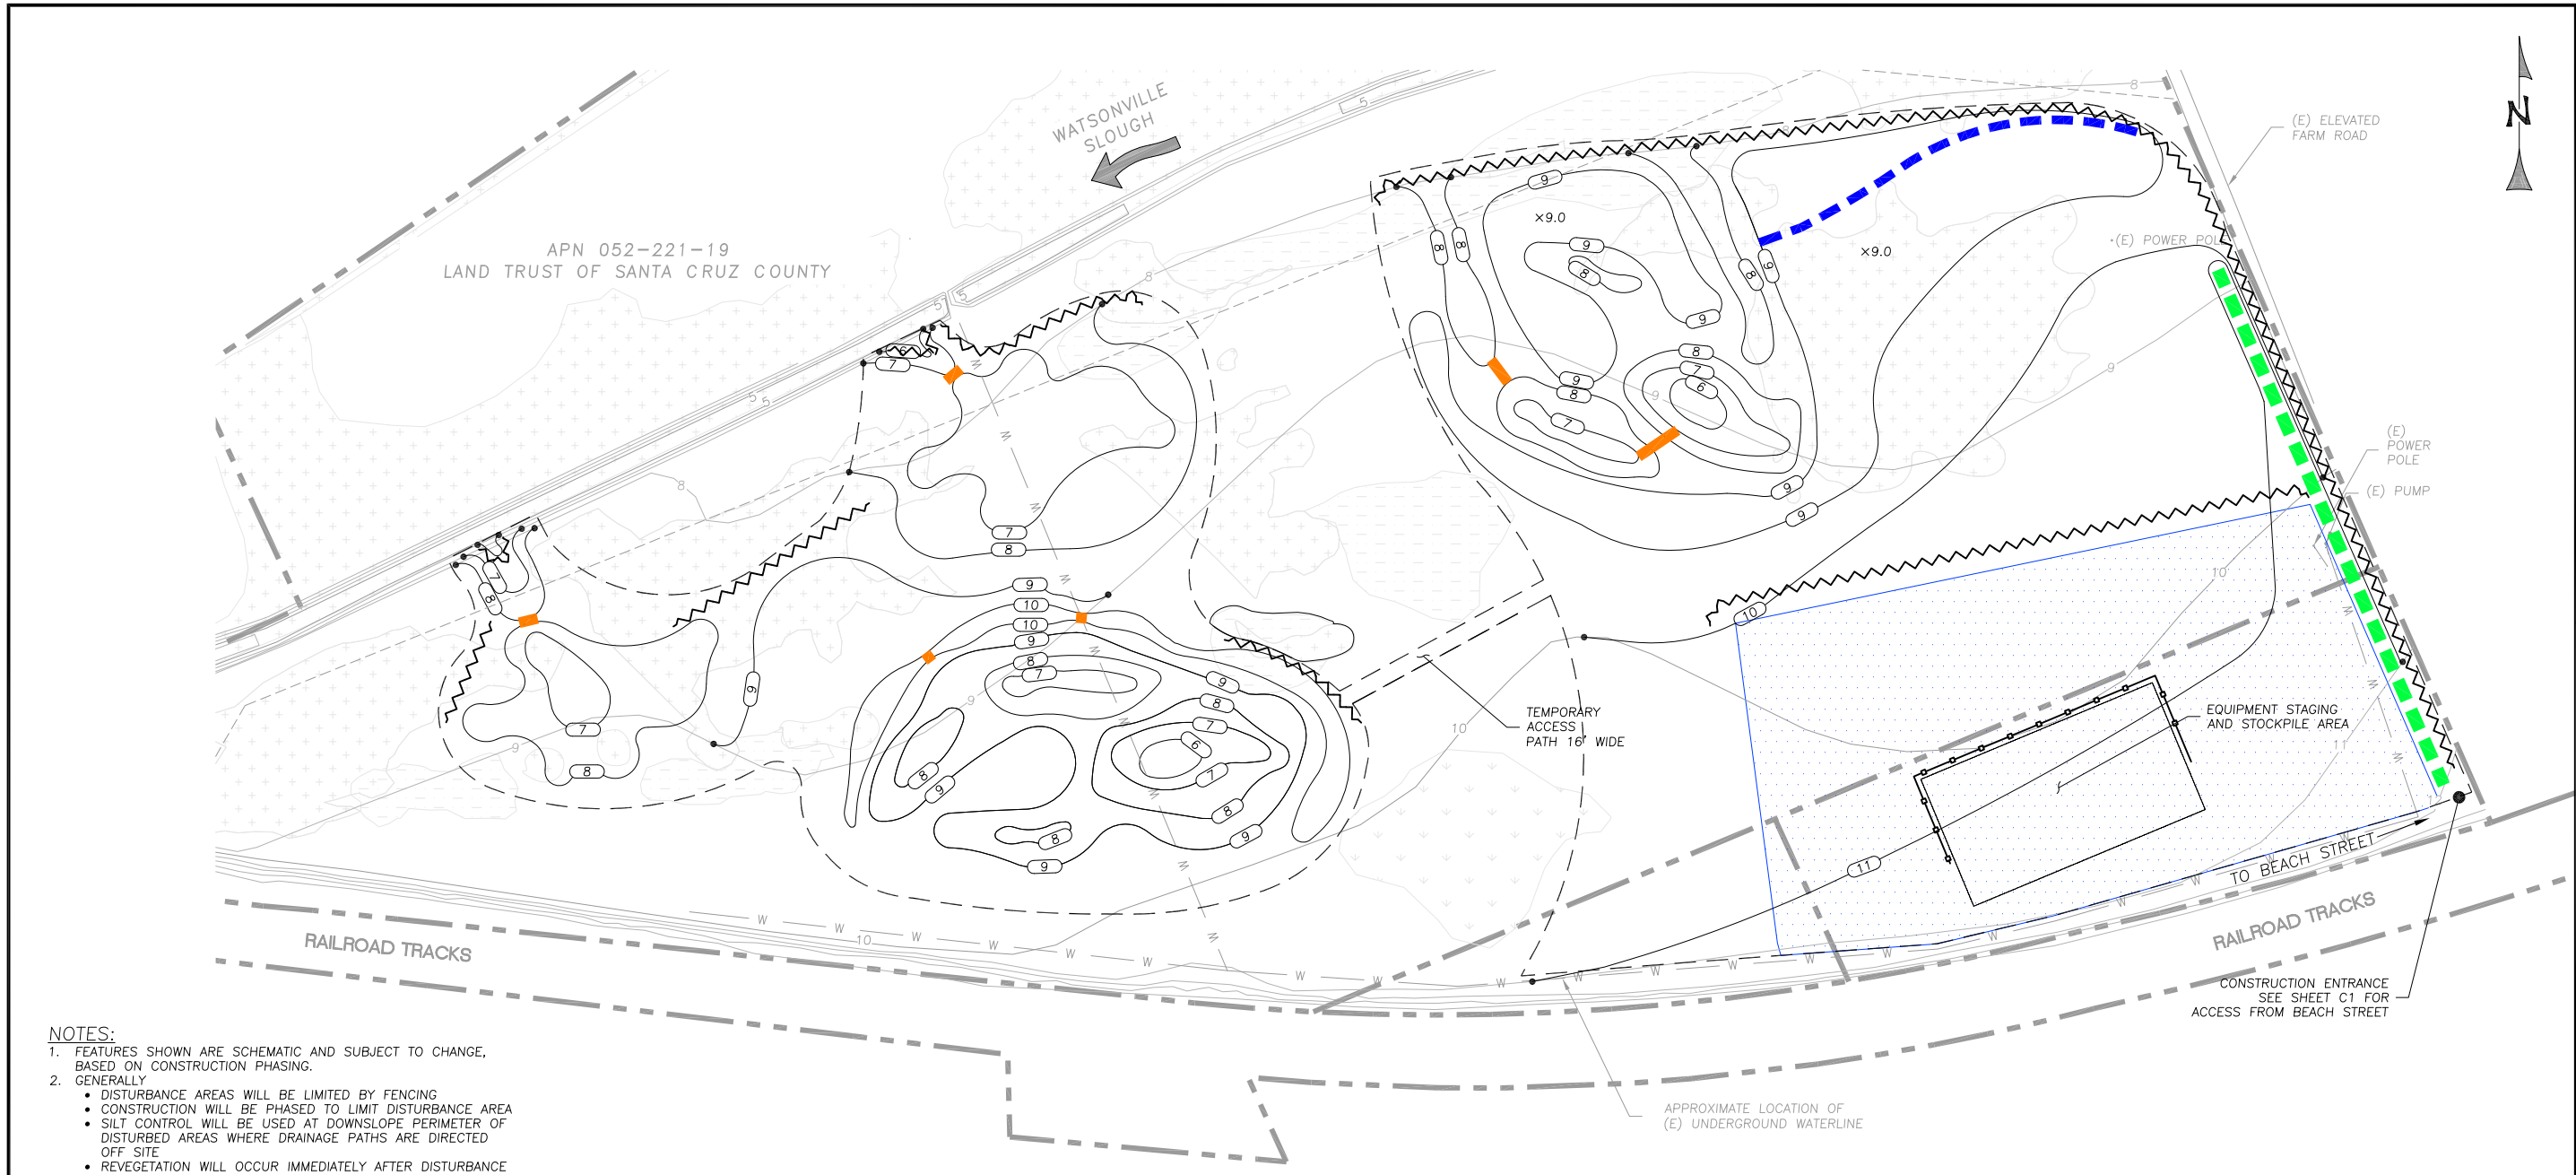 WATSONVILLE
SLOUGH
N
(E) ELEVATED
FARM ROAD
APN 052-221-19
LAND TRUST OF SANTA CRUZ COUNTY
×9.0
×9.0
(E) POWER POLE
(E)
POWER
POLE
(E) PUMP
TEMPORARY
ACCESS
PATH 16' WIDE
EQUIPMENT STAGING
AND STOCKPILE AREA
TO BEACH STREET
RAILROAD TRACKS
RAILROAD TRACKS
CONSTRUCTION ENTRANCE
SEE SHEET C1 FOR
ACCESS FROM BEACH STREET
APPROXIMATE LOCATION OF
(E) UNDERGROUND WATERLINE
NOTES:
1. FEATURES SHOWN ARE SCHEMATIC AND SUBJECT TO CHANGE,
BASED ON CONSTRUCTION PHASING.
2. GENERALLY
• DISTURBANCE AREAS WILL BE LIMITED BY FENCING
• CONSTRUCTION WILL BE PHASED TO LIMIT DISTURBANCE AREA
• SILT CONTROL WILL BE USED AT DOWNSLOPE PERIMETER OF
DISTURBED AREAS WHERE DRAINAGE PATHS ARE DIRECTED
OFF SITE
• REVEGETATION WILL OCCUR IMMEDIATELY AFTER DISTURBANCE